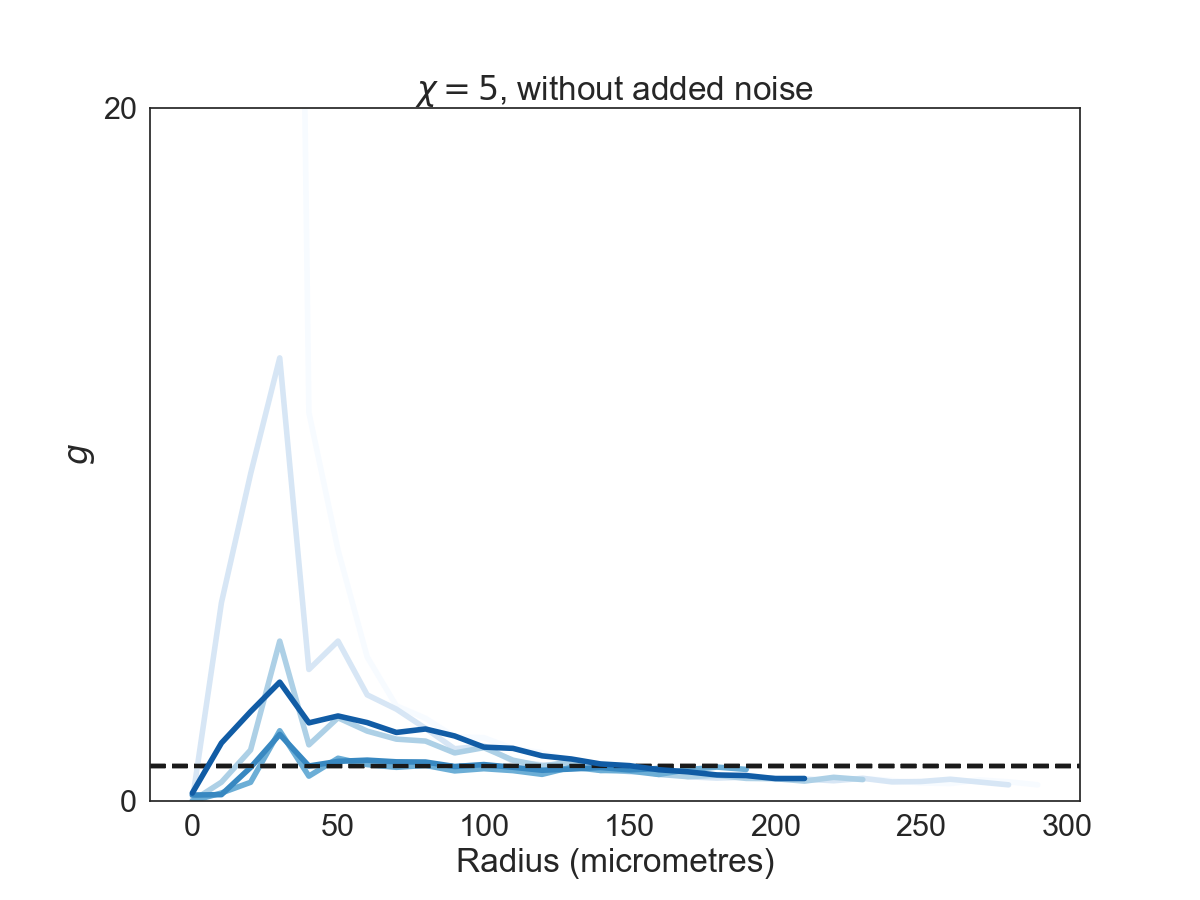 χ = 5, without added noise
20
g
0
0 50 100 150 200 250 300
Radius (micrometres)